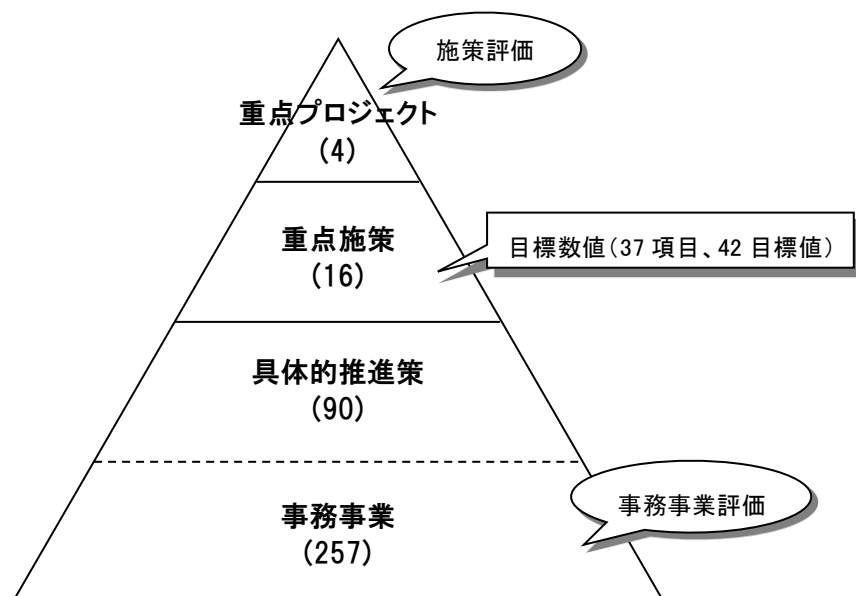 施策評価
重点プロジェクト
(4)
重点施策
(16)
目標数値(37 項目、42 目標値)
具体的推進策
(90)
事務事業
(257)
事務事業評価